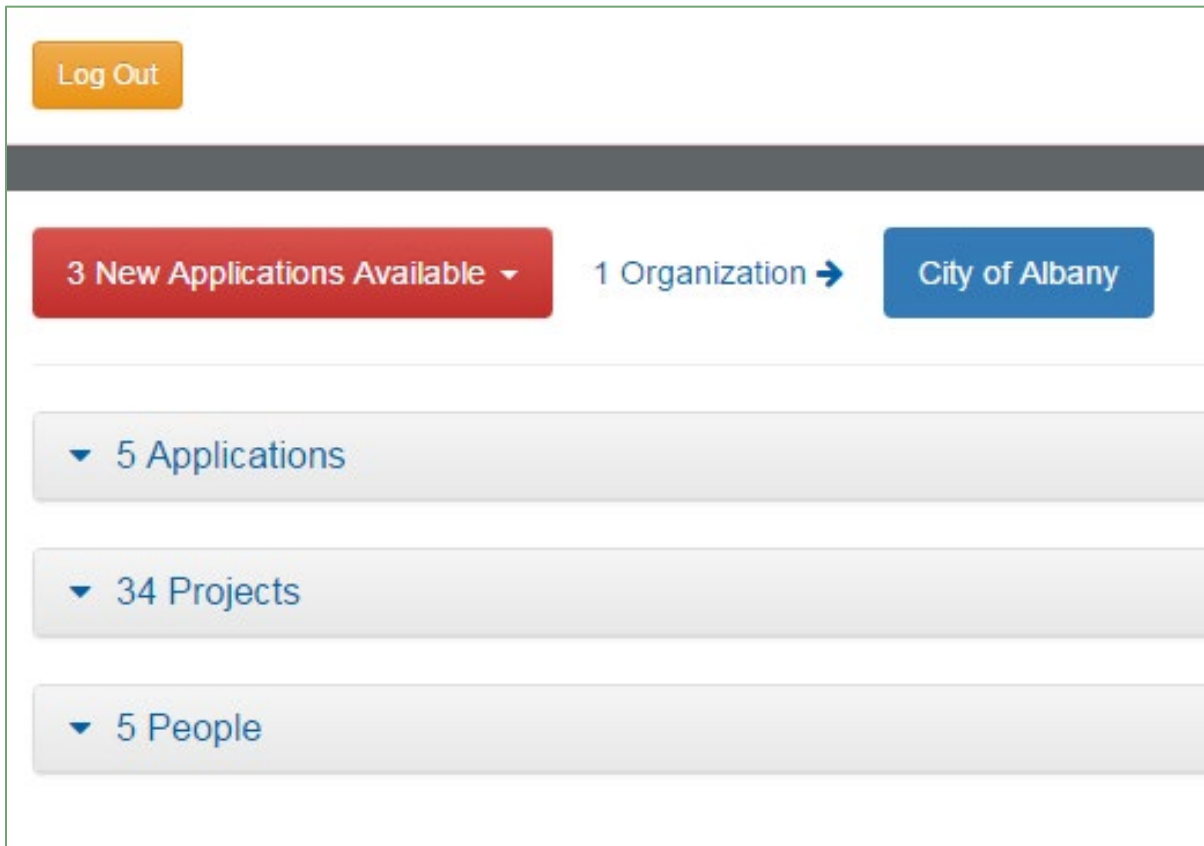 Log Out
3 New Applications Available
1 Organization
City of Albany
5 Applications
34 Projects
5 People